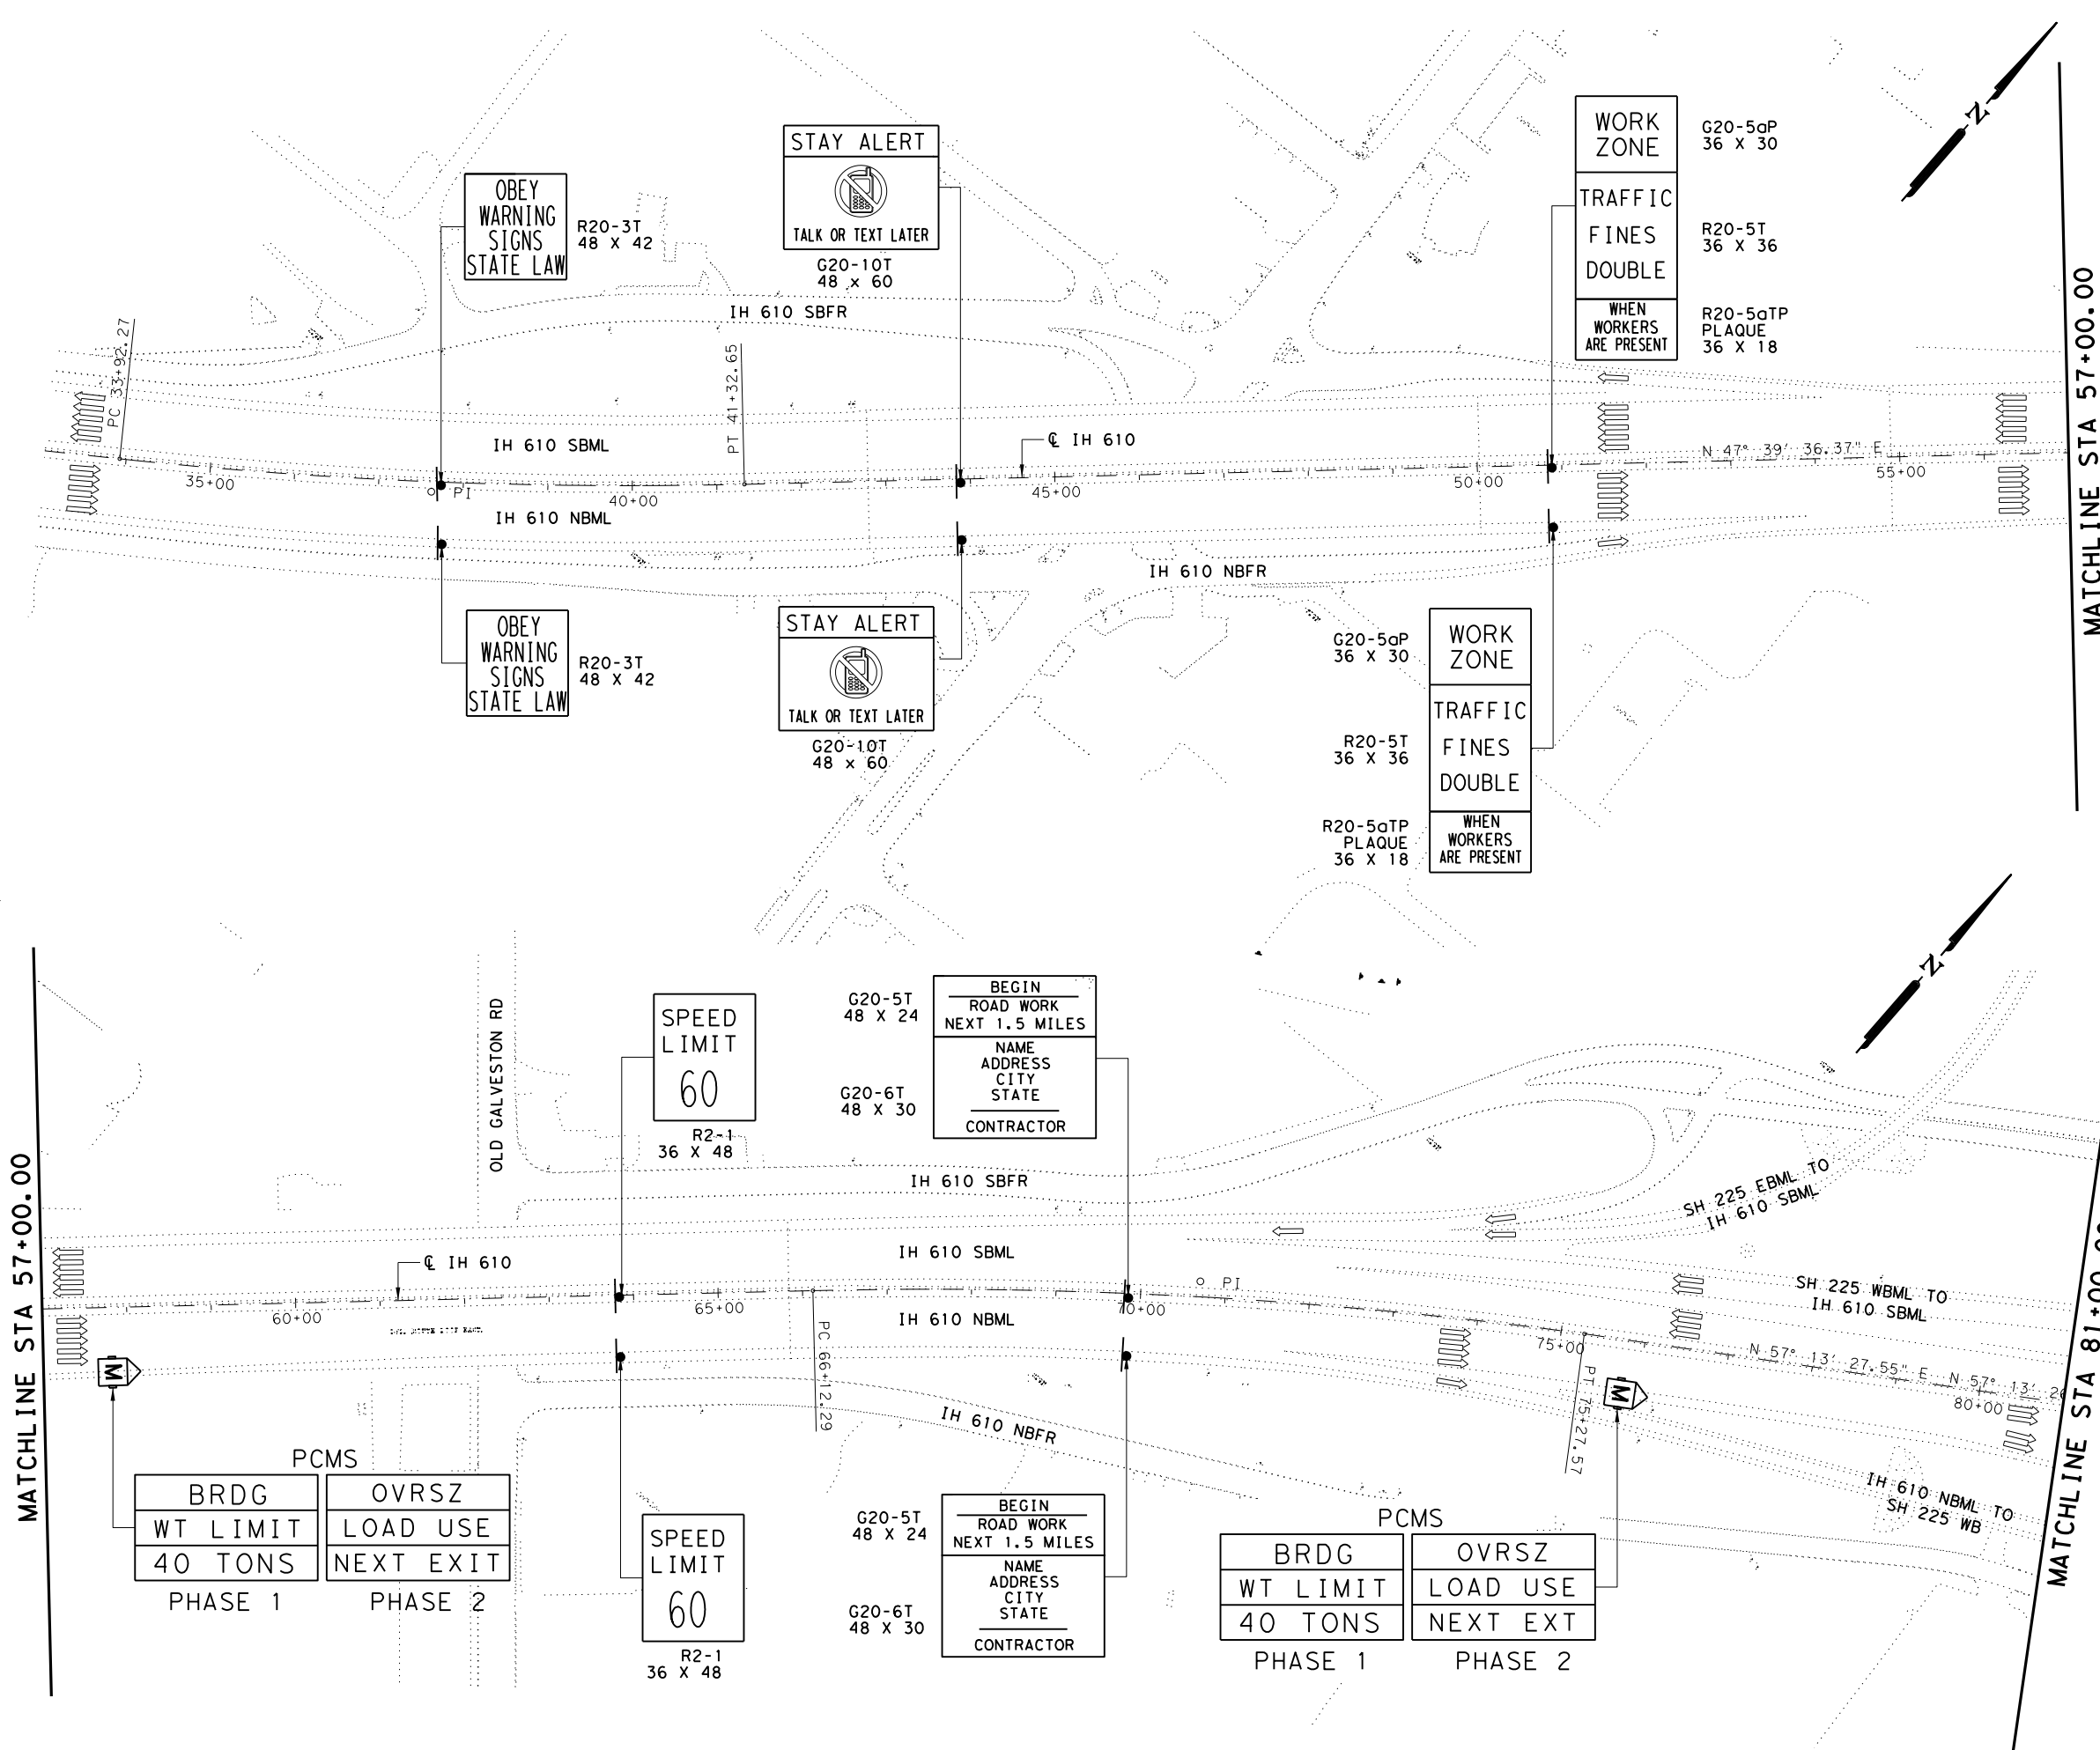 Z
MATCHLINE STA 57+00.00
OBEY
WARNING
SIGNS
STATE LAW
R20-3T
48 X 42
STAY ALERT
TALK OR TEXT LATER
G20-10T
48 x 60
WORK
ZONE
TRAFFIC
FINES
DOUBLE
WHEN
WORKERS
ARE PRESENT
G20-5aP
36 X 30
R20-5T
36 X 36
R20-5aTP
PLAQUE
36 X 18
IH 610 SBFR
PC 33+92.27
PT 41+32.65
IH 610 SBML
℄ IH 610
N 47° 39' 36.37" E
35+00
PI
40+00
45+00
50+00
55+00
IH 610 NBML
IH 610 NBFR
OBEY
WARNING
SIGNS
STATE LAW
R20-3T
48 X 42
STAY ALERT
TALK OR TEXT LATER
G20-10T
48 x 60
G20-5aP
36 X 30
R20-5T
36 X 36
R20-5aTP
PLAQUE
36 X 18
WORK
ZONE
TRAFFIC
FINES
DOUBLE
WHEN
WORKERS
ARE PRESENT
Z
MATCHLINE STA 57+00.00
OLD GALVESTON RD
SPEED
LIMIT
60
R2-1
36 X 48
G20-5T
48 X 24
G20-6T
48 X 30
BEGIN
ROAD WORK
NEXT 1.5 MILES
NAME
ADDRESS
CITY
STATE
CONTRACTOR
IH 610 SBFR
SH 225 EBML TO
IH 610 SBML
IH 610 SBML
℄ IH 610
SH 225 WBML TO
IH 610 SBML
60+00
65+00
70+00
PI
75+00
80+00
IH 610 NBML
PC 66+12.29
PT 75+27.57
N 57° 13' 27.55" E
N 57° 13'
M
M
IH 610 NBFR
IH 610 NBML TO
SH 225 WB
MATCHLINE STA 81+00
PCMS
BRDG
WT LIMIT
40 TONS
PHASE 1
OVRSZ
LOAD USE
NEXT EXIT
PHASE 2
SPEED
LIMIT
60
R2-1
36 X 48
G20-5T
48 X 24
G20-6T
48 X 30
BEGIN
ROAD WORK
NEXT 1.5 MILES
NAME
ADDRESS
CITY
STATE
CONTRACTOR
PCMS
BRDG
WT LIMIT
40 TONS
PHASE 1
OVRSZ
LOAD USE
NEXT EXT
PHASE 2